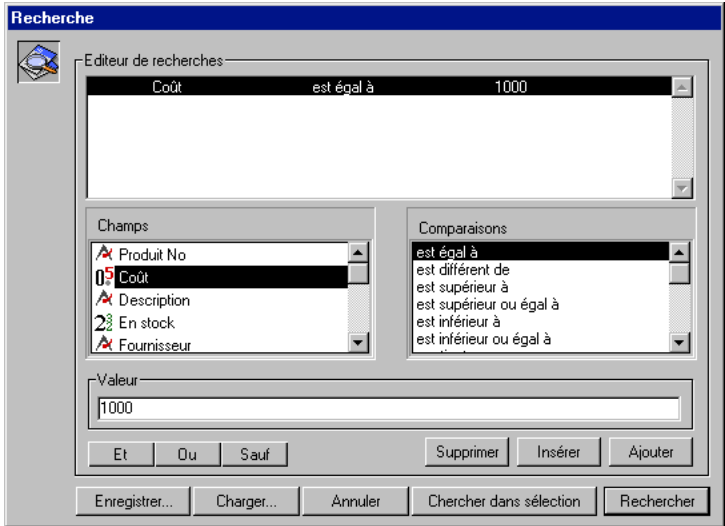 Recherche
Editeur de recherches
Coût est égal à 1000
Champs
Produit No
Coût
Description
En stock
Fournisseur
Comparaisons
est égal à
est différent de
est supérieur à
est supérieur ou égal à
est inférieur à
est inférieur ou égal à
Valeur
1000
Et Ou Sauf Supprimer Insérer Ajouter
Enregistrer... Charger... Annuler Chercher dans sélection Rechercher